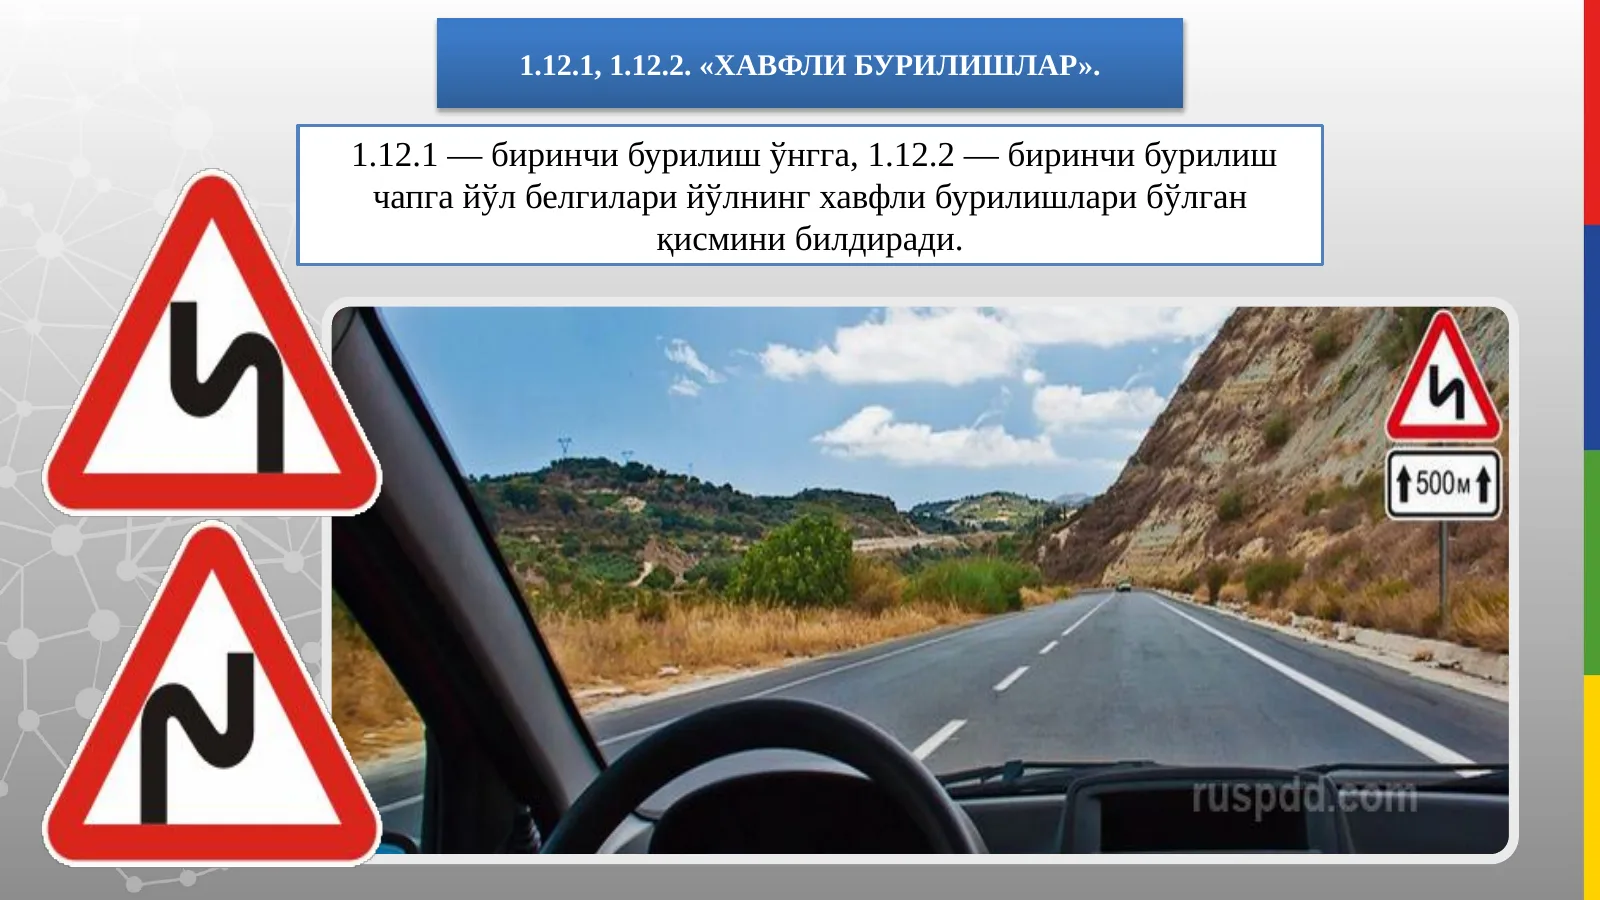 1.12.1, 1.12.2. «ХАВФЛИ БУРИЛИШЛАР».
1.12.1 — биринчи бурилиш ўнгга, 1.12.2 — биринчи бурилиш
чапга йўл белгилари йўлнинг хавфли бурилишлари бўлган
қисмини билдиради.
500м
ruspdd.com